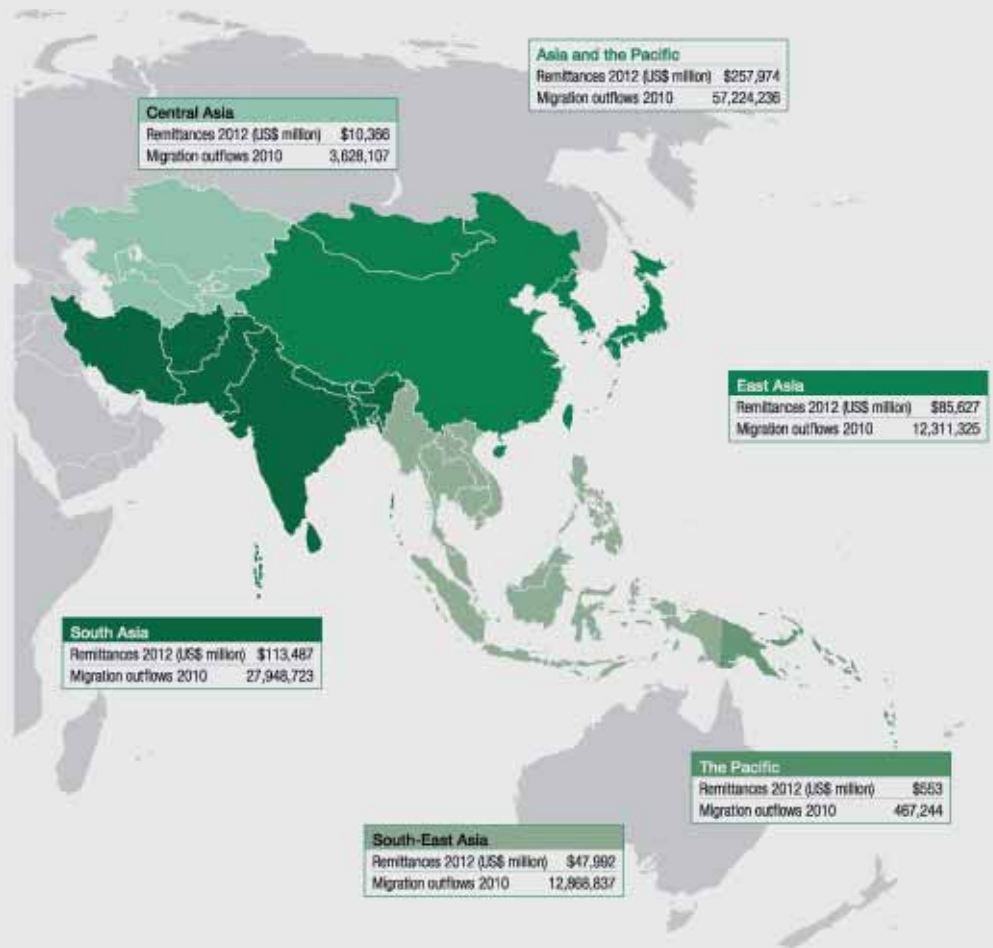 Asia and the Pacific
Remittances 2012 (US$ million) $257,974
Migration outflows 2010 57,224,236
Central Asia
Remittances 2012 (US$ million) $10,366
Migration outflows 2010 3,628,107
East Asia
Remittances 2012 (US$ million) $85,627
Migration outflows 2010 12,311,325
South Asia
Remittances 2012 (US$ million) $113,487
Migration outflows 2010 27,948,723
The Pacific
Remittances 2012 (US$ million) $553
Migration outflows 2010 467,244
South-East Asia
Remittances 2012 (US$ million) $47,992
Migration outflows 2010 12,868,837